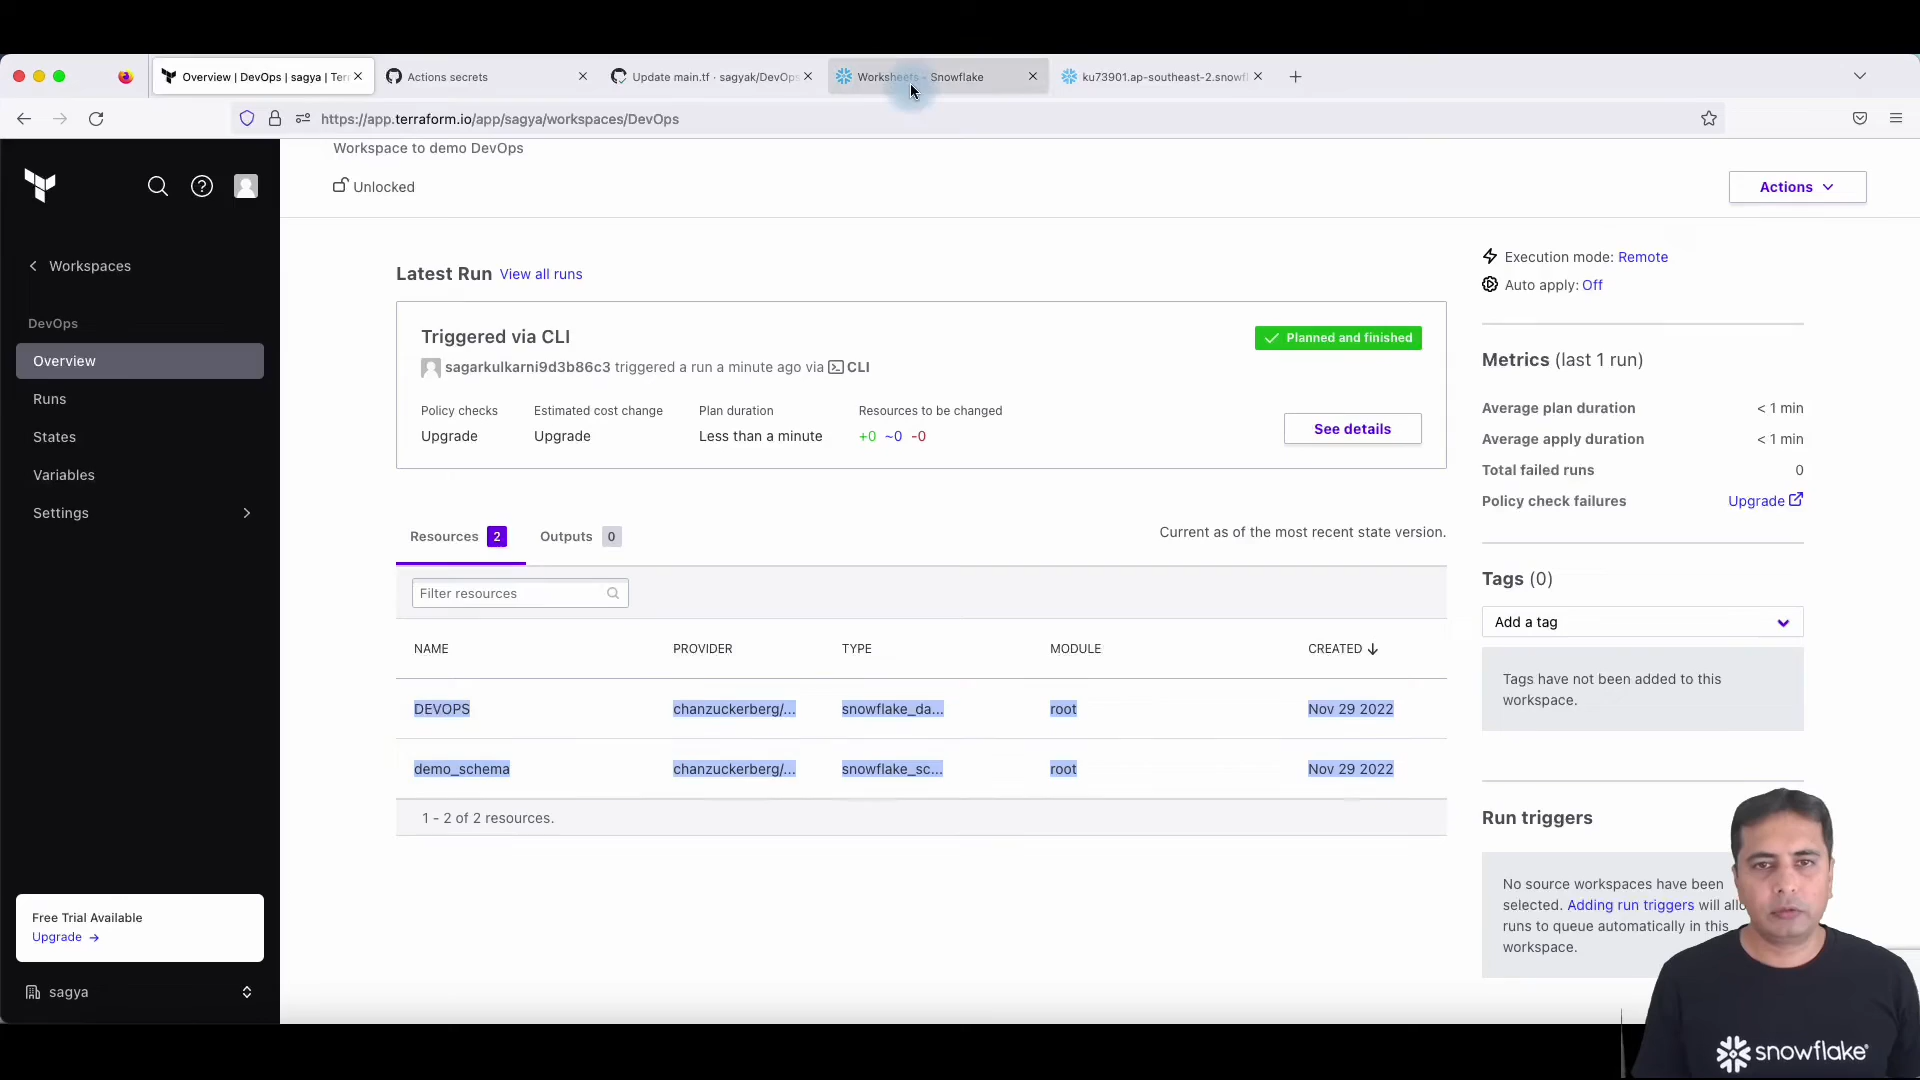 Overview | DevOps | sagya | Ter
Actions secrets
Update main.tf · sagyak/DevOps
Worksheets - Snowflake
ku73901.ap-southeast-2.snowfl
https://app.terraform.io/app/sagya/workspaces/DevOps
Workspace to demo DevOps
Unlocked
Actions
Workspaces
DevOps
Overview
Runs
States
Variables
Settings
Free Trial Available
Upgrade →
sagya
Latest Run View all runs
Triggered via CLI
Planned and finished
sagarkulkarni9d3b86c3 triggered a run a minute ago via CLI
Policy checks Estimated cost change Plan duration Resources to be changed
Upgrade Upgrade Less than a minute +0 ~0 -0
See details
Resources 2 Outputs 0
Current as of the most recent state version.
Filter resources
NAME PROVIDER TYPE MODULE CREATED
DEVOPS chanzuckerberg/... snowflake_da... root Nov 29 2022
demo_schema chanzuckerberg/... snowflake_sc... root Nov 29 2022
1 - 2 of 2 resources.
Execution mode: Remote
Auto apply: Off
Metrics (last 1 run)
Average plan duration < 1 min
Average apply duration < 1 min
Total failed runs 0
Policy check failures Upgrade
Tags (0)
Add a tag
Tags have not been added to this
workspace.
Run triggers
No source workspaces have been
selected. Adding run triggers will allo
runs to queue automatically in this
workspace.
snowflake®